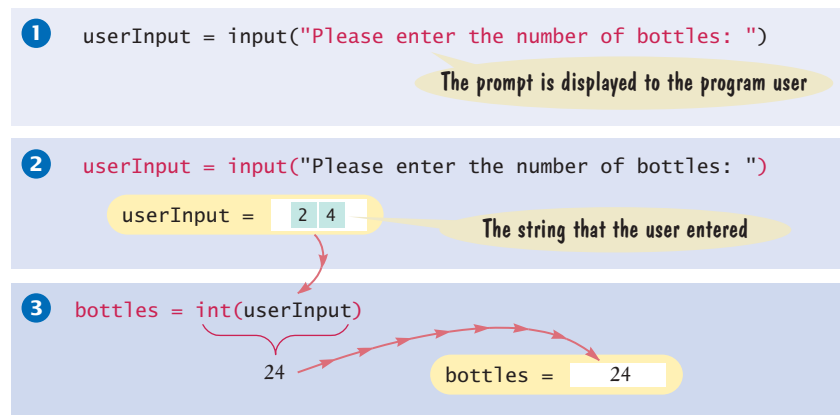 1 userInput = input("Please enter the number of bottles: ")
The prompt is displayed to the program user
2 userInput = input("Please enter the number of bottles: ")
userInput = 2 4
The string that the user entered
3 bottles = int(userInput)
24
bottles = 24